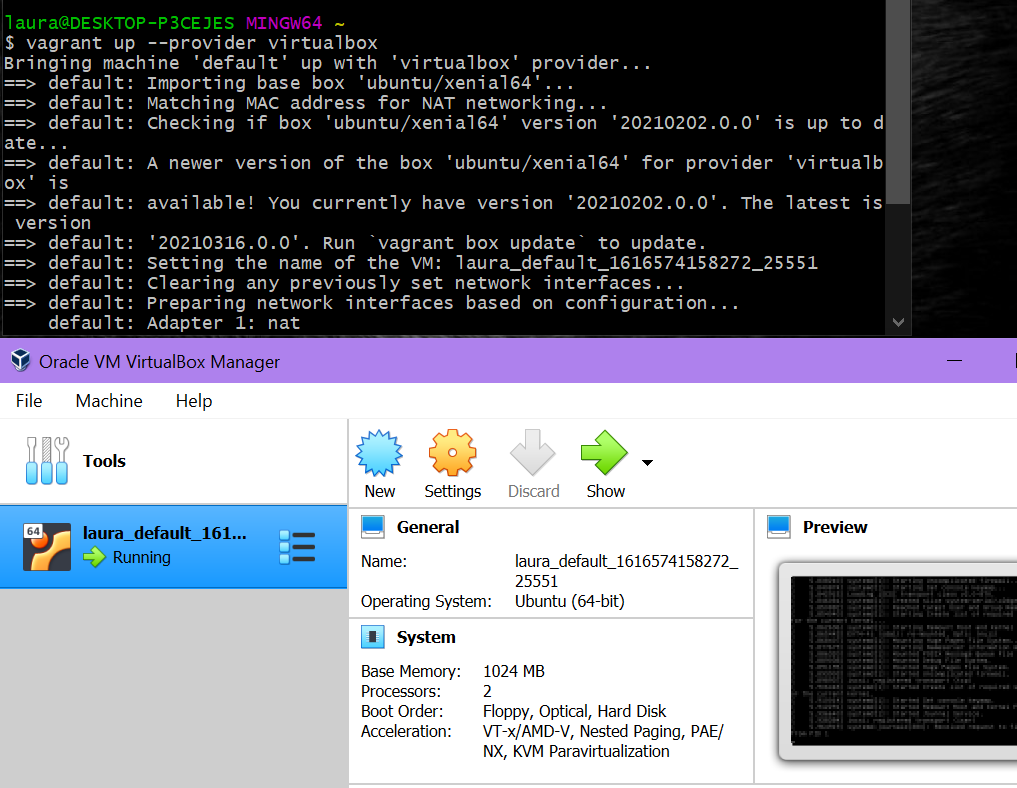 laura@DESKTOP-P3CEJES MINGW64 ~
$ vagrant up --provider virtualbox
Bringing machine 'default' up with 'virtualbox' provider...
==> default: Importing base box 'ubuntu/xenial64'...
==> default: Matching MAC address for NAT networking...
==> default: Checking if box 'ubuntu/xenial64' version '20210202.0.0' is up to d
ate...
==> default: A newer version of the box 'ubuntu/xenial64' for provider 'virtualb
ox' is
==> default: available! You currently have version '20210202.0.0'. The latest is
 version
==> default: '20210316.0.0'. Run `vagrant box update` to update.
==> default: Setting the name of the VM: laura_default_1616574158272_25551
==> default: Clearing any previously set network interfaces...
==> default: Preparing network interfaces based on configuration...
    default: Adapter 1: nat
Oracle VM VirtualBox Manager
File Machine Help
Tools
New Settings Discard Show
64
laura_default_161...
Running
General
Name: laura_default_1616574158272_
25551
Operating System: Ubuntu (64-bit)
System
Base Memory: 1024 MB
Processors: 2
Boot Order: Floppy, Optical, Hard Disk
Acceleration: VT-x/AMD-V, Nested Paging, PAE/
NX, KVM Paravirtualization
Preview